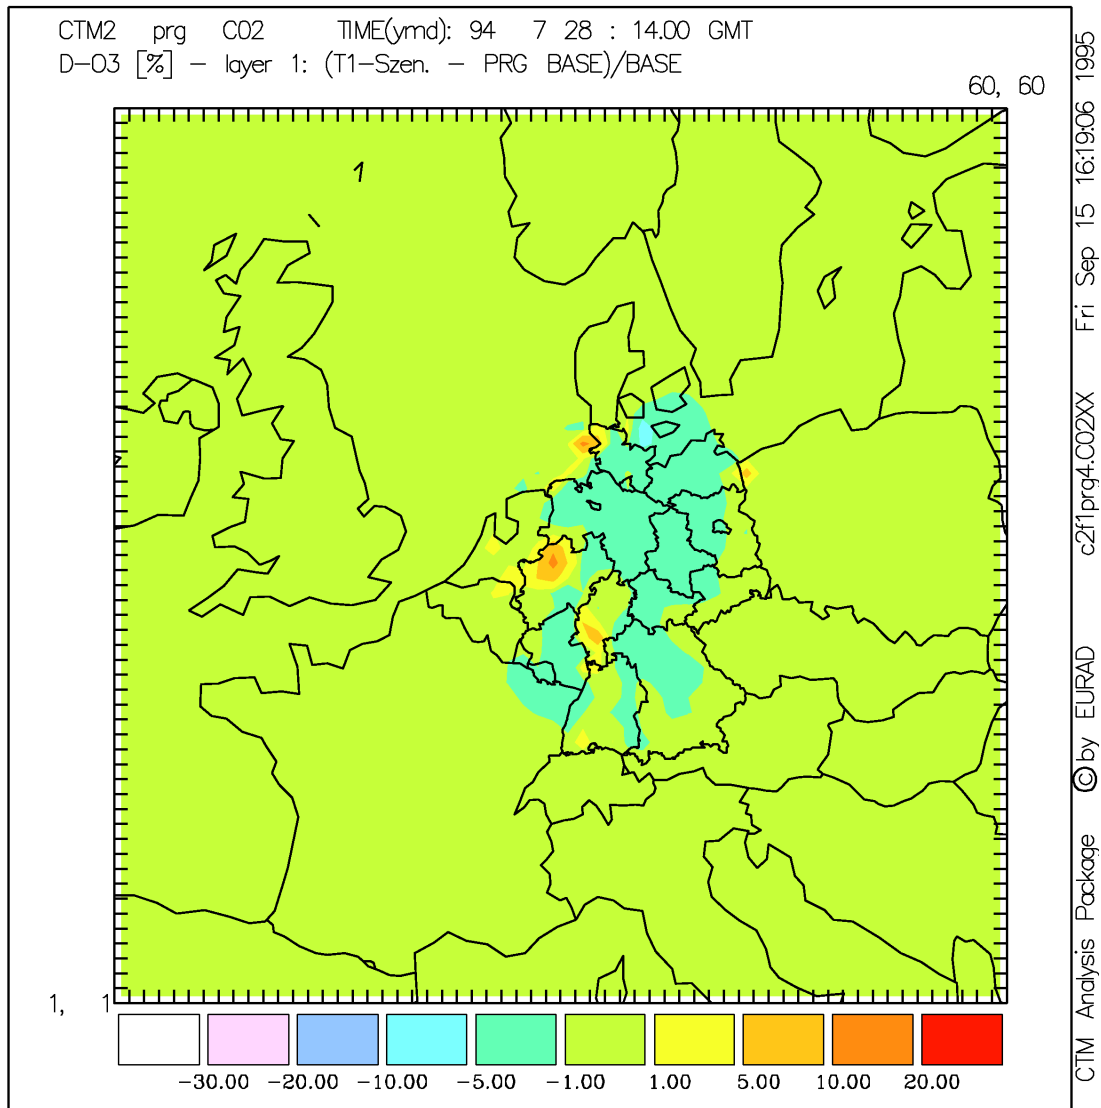 CTM2 prg C02 TIME(ymd): 94 7 28 : 14.00 GMT
D-O3 [%] - layer 1: (T1-Szen. - PRG BASE)/BASE
60, 60
1
1, 1
-30.00 -20.00 -10.00 -5.00 -1.00 1.00 5.00 10.00 20.00
CTM Analysis Package © by EURAD c2f1prq4.002XX Fri Sep 15 16:19:06 1995